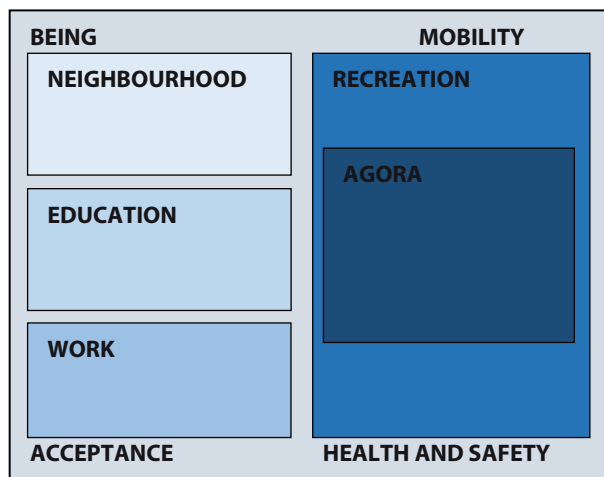 BEING
MOBILITY
NEIGHBOURHOOD
RECREATION
AGORA
EDUCATION
WORK
ACCEPTANCE
HEALTH AND SAFETY